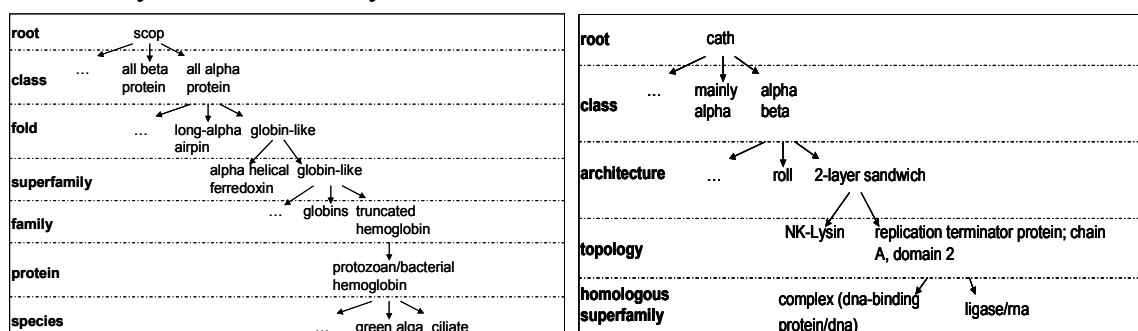 root scop
… all beta all alpha
class protein protein
fold … long-alpha globin-like
airpin
alpha helical globin-like
superfamily ferredoxin
… globins truncated
family hemoglobin
protozoan/bacterial
protein hemoglobin
species … green alga ciliate
root cath
… mainly alpha
class alpha beta
architecture … roll 2-layer sandwich
NK-Lysin replication terminator protein; chain
topology A, domain 2
homologous complex (dna-binding ligase/rna
superfamily protein/dna)